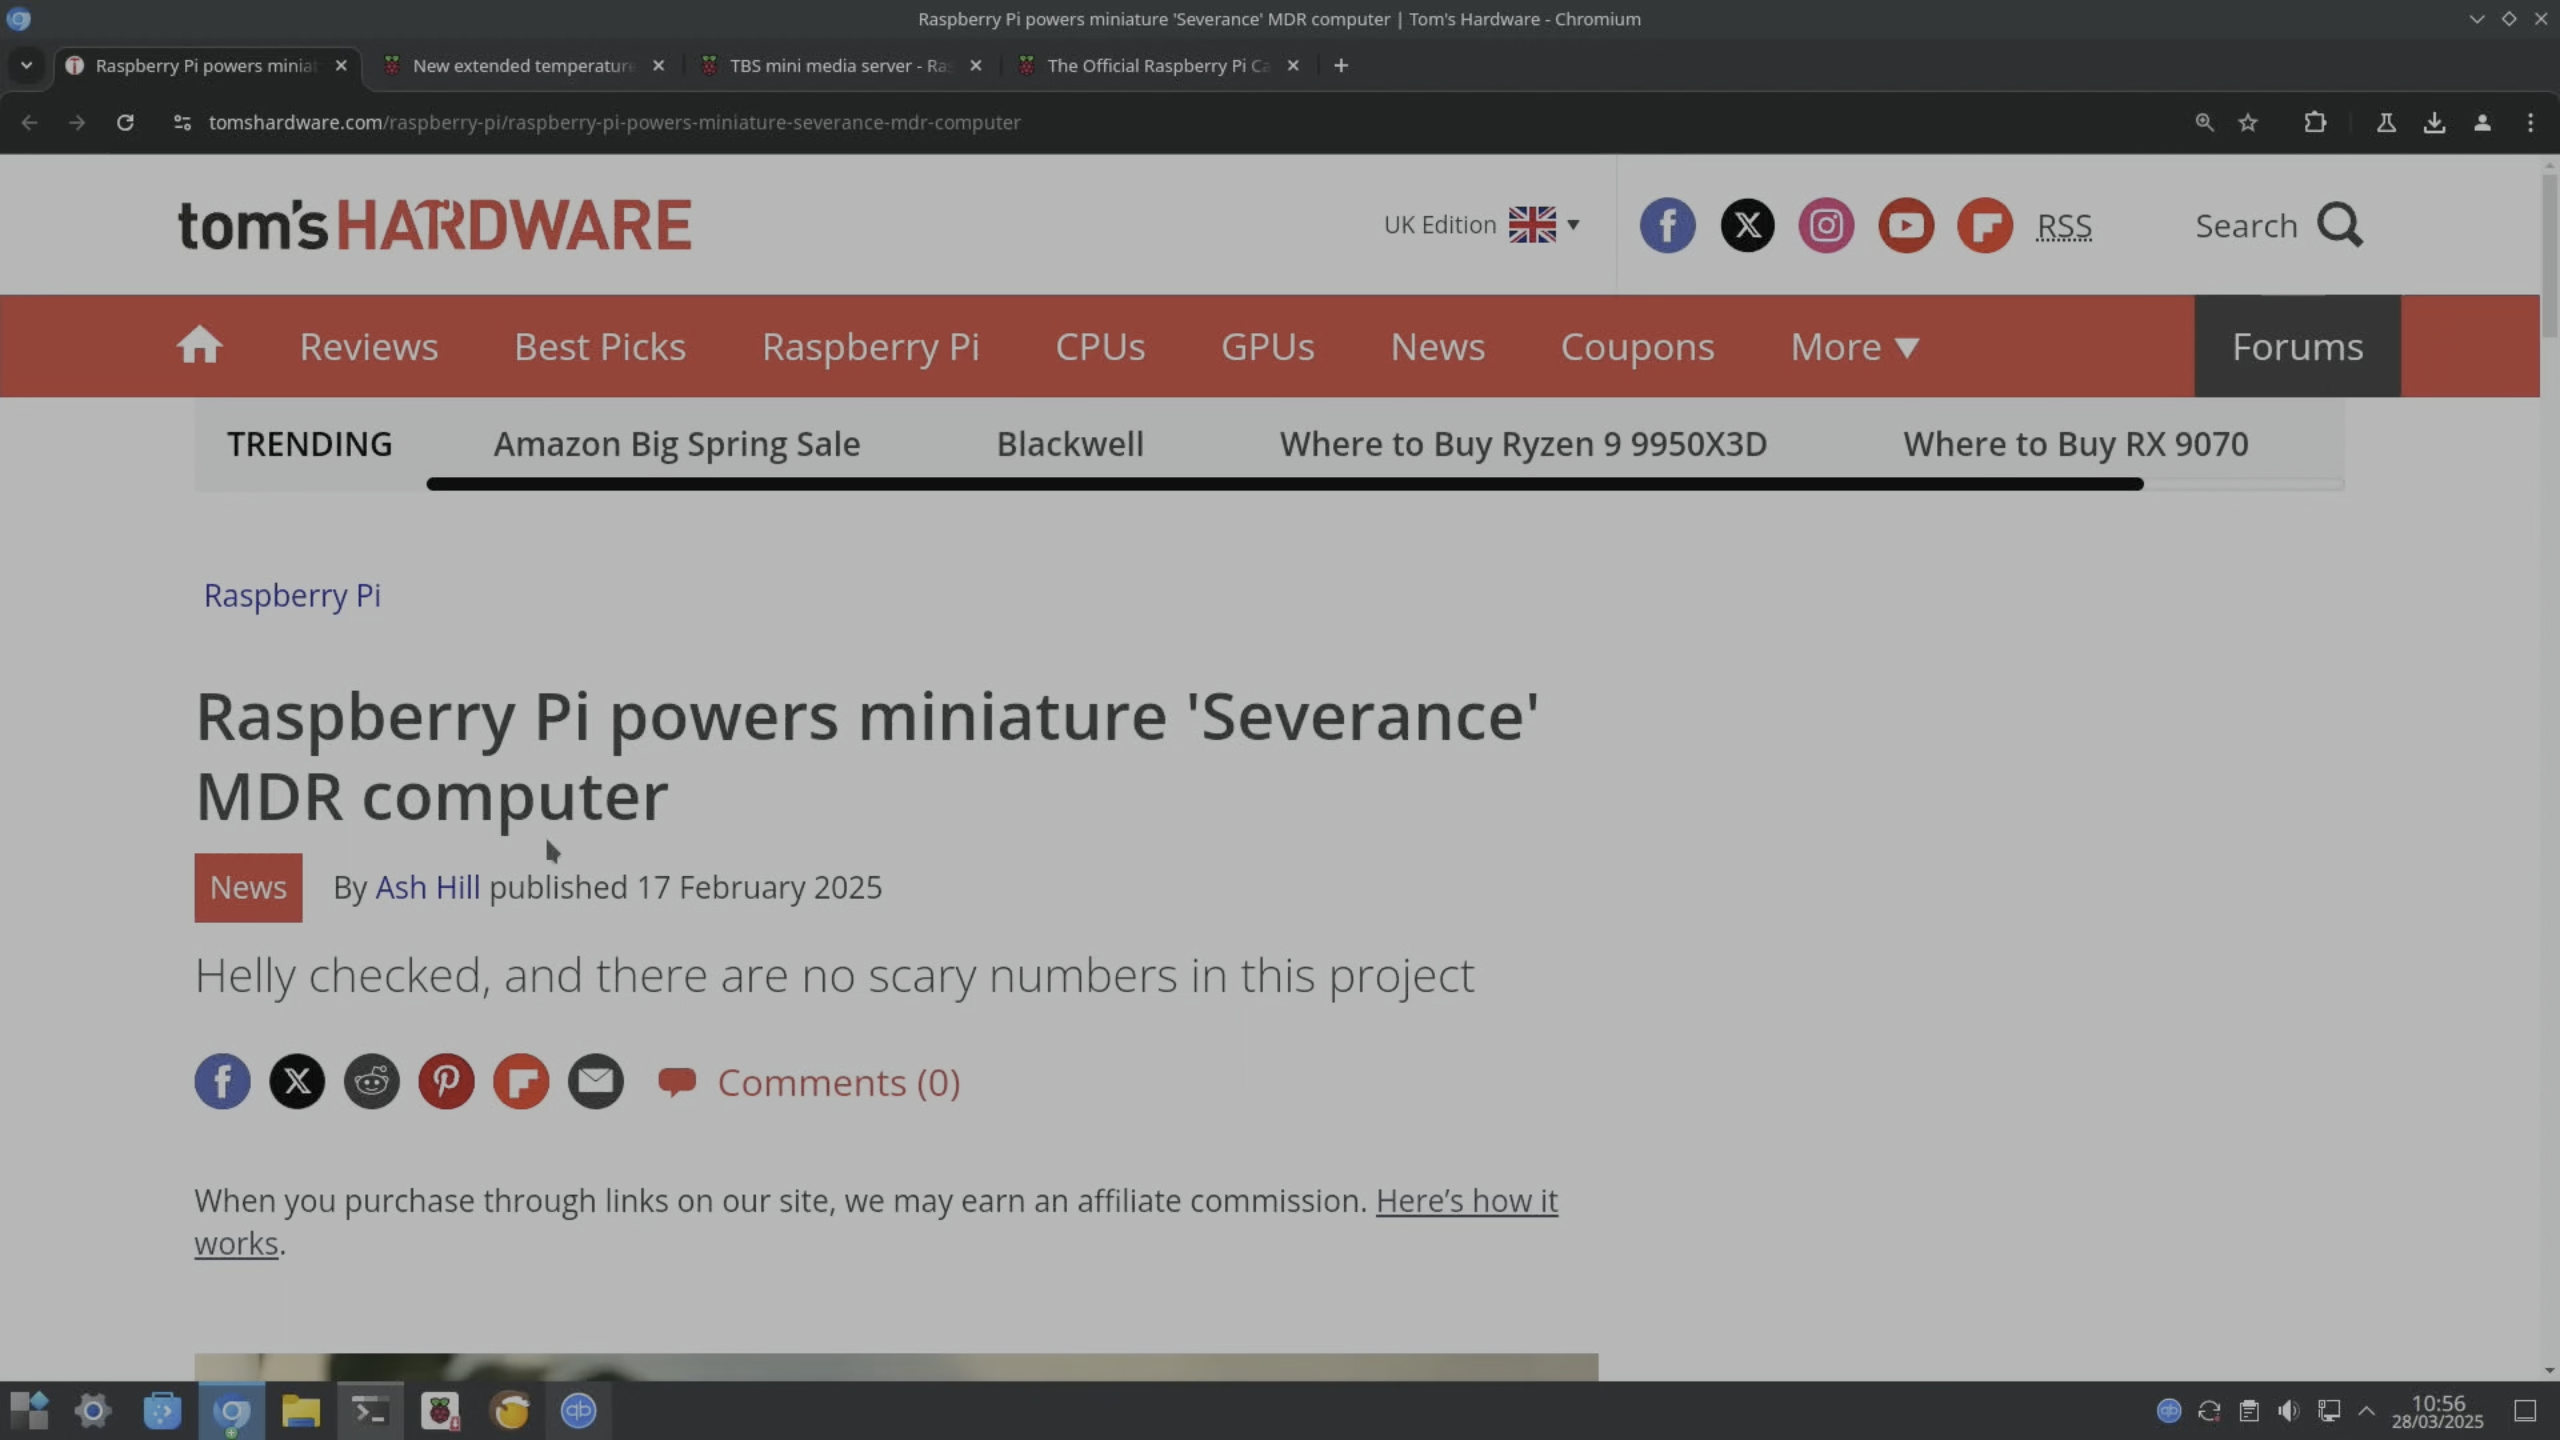 Raspberry Pi powers miniature 'Severance' MDR computer | Tom's Hardware - Chromium
Raspberry Pi powers miniat
New extended temperature
TBS mini media server - Ras
The Official Raspberry Pi Ca
tomshardware.com/raspberry-pi/raspberry-pi-powers-miniature-severance-mdr-computer
tom's HARDWARE
UK Edition
RSS
Search
Reviews
Best Picks
Raspberry Pi
CPUs
GPUs
News
Coupons
More
Forums
TRENDING
Amazon Big Spring Sale
Blackwell
Where to Buy Ryzen 9 9950X3D
Where to Buy RX 9070
Raspberry Pi
Raspberry Pi powers miniature 'Severance'
MDR computer
News
By Ash Hill published 17 February 2025
Helly checked, and there are no scary numbers in this project
Comments (0)
When you purchase through links on our site, we may earn an affiliate commission. Here’s how it
works.
qb
qb
10:56
28/03/2025